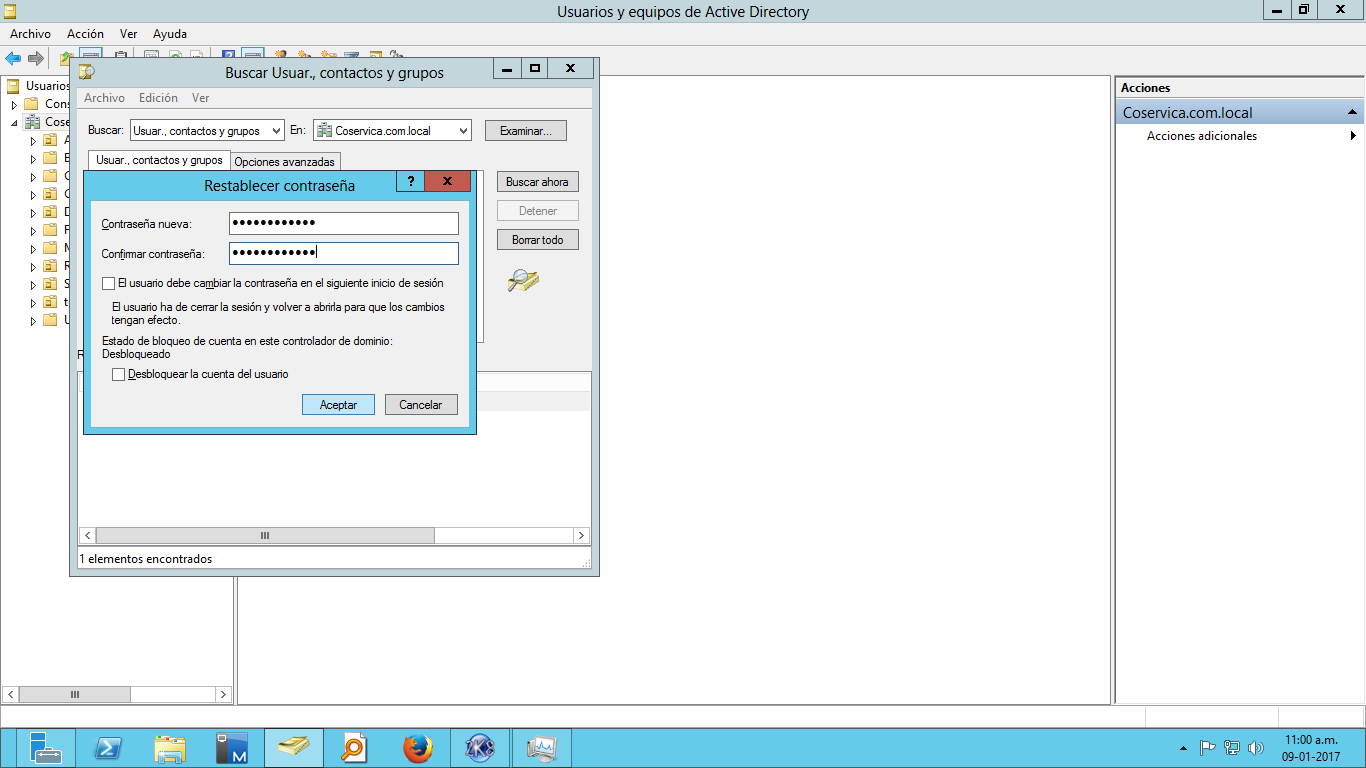 Usuarios y equipos de Active Directory
Archivo Acción Ver Ayuda
Buscar Usuar., contactos y grupos
Archivo Edición Ver
Buscar: Usuar., contactos y grupos En: Coservica.com.local Examinar...
Usuar., contactos y grupos Opciones avanzadas
Buscar ahora
Detener
Borrar todo
Restablecer contraseña
Contraseña nueva:
Confirmar contraseña:
El usuario debe cambiar la contraseña en el siguiente inicio de sesión
El usuario ha de cerrar la sesión y volver a abrirla para que los cambios
tengan efecto.
Estado de bloqueo de cuenta en este controlador de dominio:
Desbloqueado
Desbloquear la cuenta del usuario
Aceptar Cancelar
1 elementos encontrados
Usuarios
Acciones
Coservica.com.local
Acciones adicionales
11:00 a.m.
09-01-2017